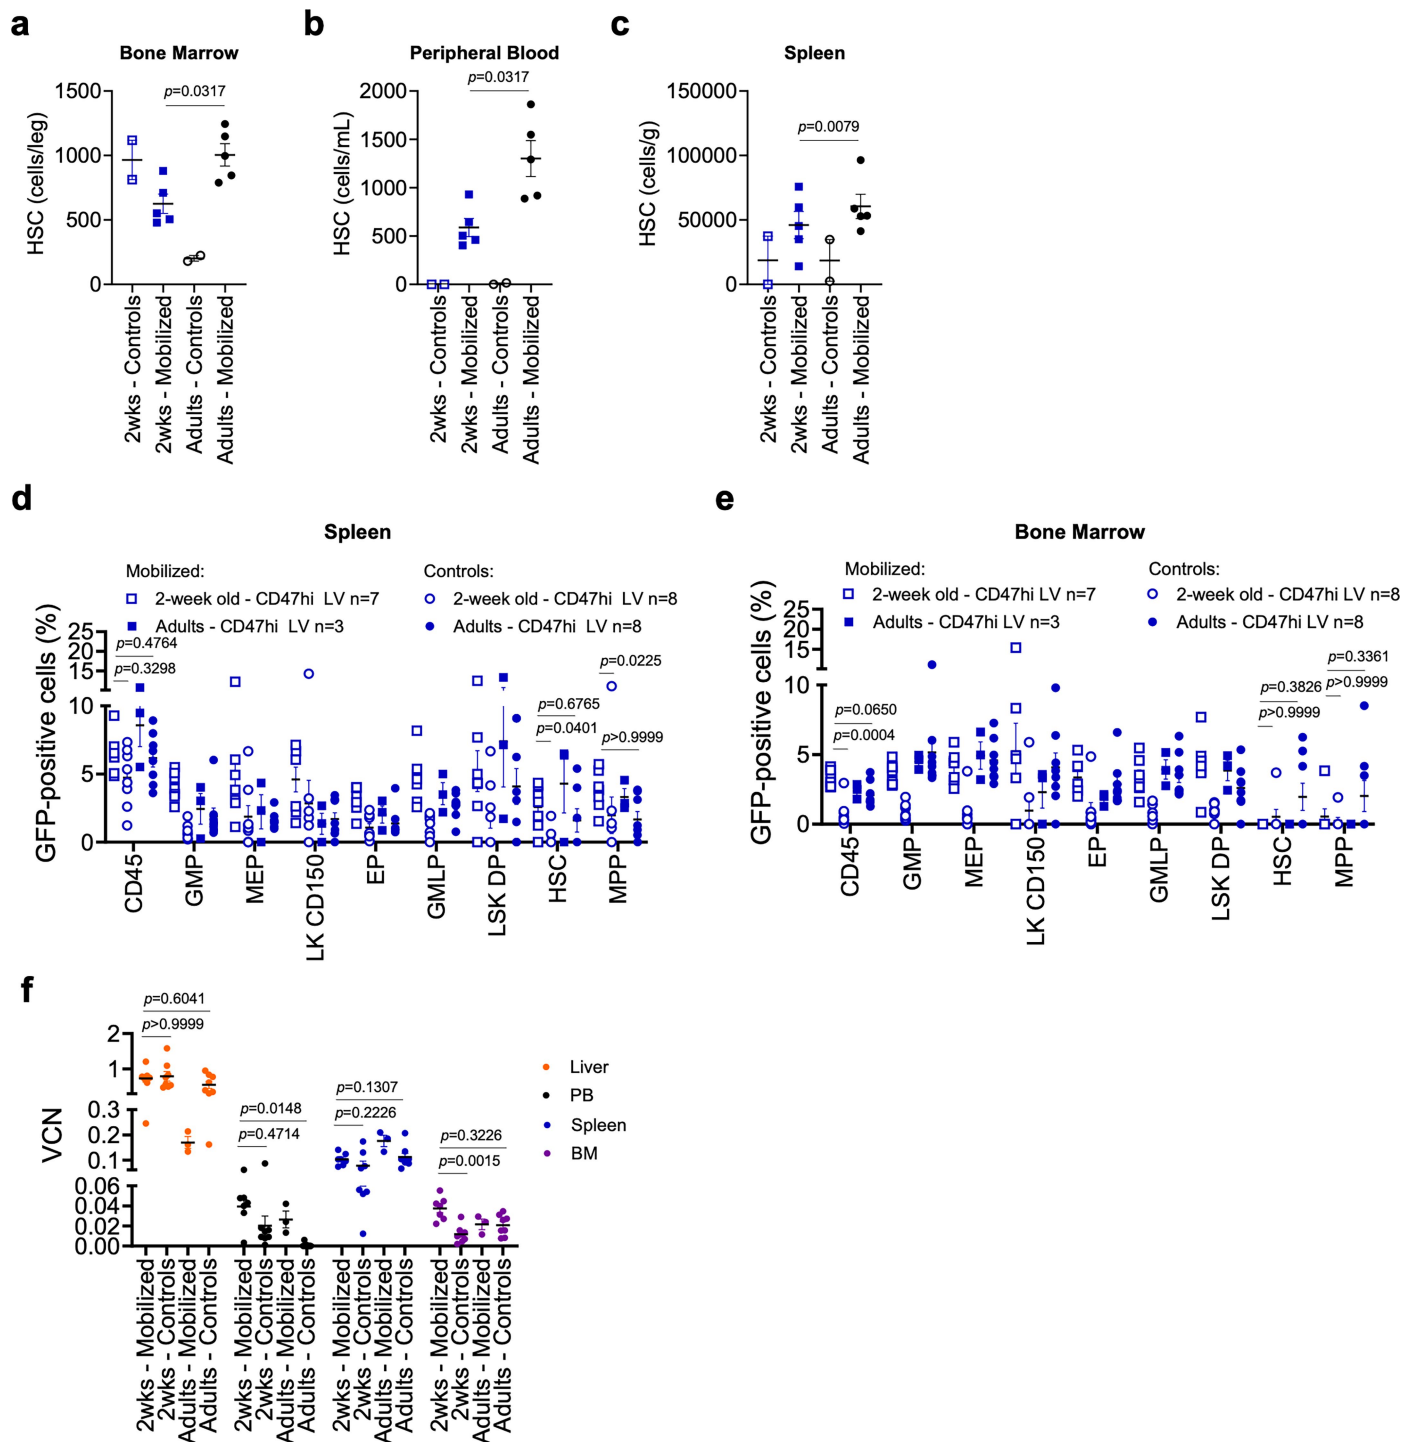 a
Bone Marrow
HSC (cells/leg)
1500
1000
500
0
p=0.0317
2wks - Controls
2wks - Mobilized
Adults - Controls
Adults - Mobilized
b
Peripheral Blood
HSC (cells/mL)
2000
1500
1000
500
0
p=0.0317
2wks - Controls
2wks - Mobilized
Adults - Controls
Adults - Mobilized
c
Spleen
HSC (cells/g)
150000
100000
50000
0
p=0.0079
2wks - Controls
2wks - Mobilized
Adults - Controls
Adults - Mobilized
d
Spleen
Mobilized:
2-week old - CD47hi LV n=7
Adults - CD47hi LV n=3
Controls:
2-week old - CD47hi LV n=8
Adults - CD47hi LV n=8
GFP-positive cells (%)
25
20
15
10
5
0
p=0.4764
p=0.3298
p=0.6765
p=0.0401
p=0.0225
p>0.9999
CD45
GMP
MEP
LK CD150
EP
GMLP
LSK DP
HSC
MPP
e
Bone Marrow
Mobilized:
2-week old - CD47hi LV n=7
Adults - CD47hi LV n=3
Controls:
2-week old - CD47hi LV n=8
Adults - CD47hi LV n=8
GFP-positive cells (%)
25
20
15
10
5
0
p=0.0650
p=0.0004
p=0.3826
p>0.9999
p=0.3361
p>0.9999
CD45
GMP
MEP
LK CD150
EP
GMLP
LSK DP
HSC
MPP
f
VCN
2
1
0.3
0.2
0.1
0.06
0.04
0.02
0.00
p=0.6041
p>0.9999
p=0.0148
p=0.4714
p=0.1307
p=0.2226
p=0.3226
p=0.0015
Liver
PB
Spleen
BM
2wks - Mobilized
2wks - Controls
Adults - Mobilized
Adults - Controls
2wks - Mobilized
2wks - Controls
Adults - Mobilized
Adults - Controls
2wks - Mobilized
2wks - Controls
Adults - Mobilized
Adults - Controls
2wks - Mobilized
2wks - Controls
Adults - Mobilized
Adults - Controls